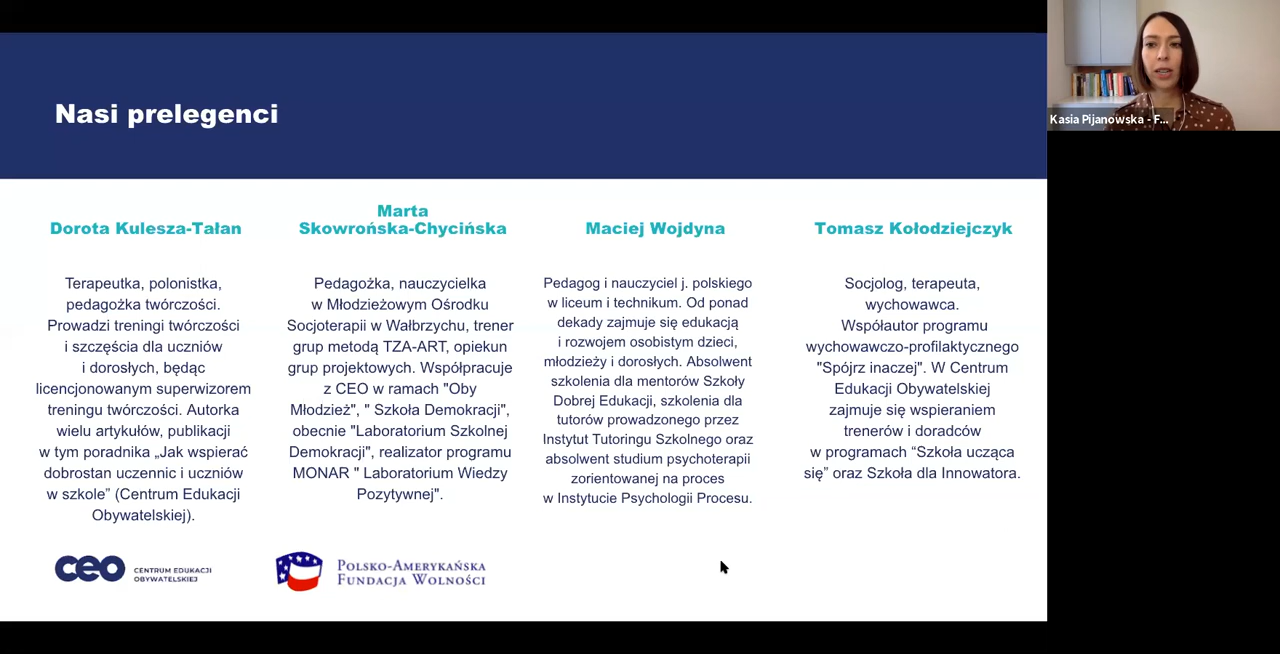 Nasi prelegenci
Kasia Pijanowska - F...
Dorota Kulesza-Tałan
Terapeutka, polonistka,
pedagożka twórczości.
Prowadzi treningi twórczości
i szczęścia dla uczniów
i dorosłych, będąc
licencjonowanym superwizorem
treningu twórczości. Autorka
wielu artykułów, publikacji
w tym poradnika „Jak wspierać
dobrostan uczennic i uczniów
w szkole” (Centrum Edukacji
Obywatelskiej).
Marta
Skowrońska-Chycińska
Pedagożka, nauczycielka
w Młodzieżowym Ośrodku
Socjoterapii w Wałbrzychu, trener
grup metodą TZA-ART, opiekun
grup projektowych. Współpracuje
z CEO w ramach "Oby
Młodzież", " Szkoła Demokracji",
obecnie "Laboratorium Szkolnej
Demokracji", realizator programu
MONAR " Laboratorium Wiedzy
Pozytywnej".
Maciej Wojdyna
Pedagog i nauczyciel j. polskiego
w liceum i technikum. Od ponad
dekady zajmuje się edukacją
i rozwojem osobistym dzieci,
młodzieży i dorosłych. Absolwent
szkolenia dla mentorów Szkoły
Dobrej Edukacji, szkolenia dla
tutorów prowadzonego przez
Instytut Tutoringu Szkolnego oraz
absolwent studium psychoterapii
zorientowanej na proces
w Instytucie Psychologii Procesu.
Tomasz Kołodziejczyk
Socjolog, terapeuta,
wychowawca.
Współautor programu
wychowawczo-profilaktycznego
"Spójrz inaczej". W Centrum
Edukacji Obywatelskiej
zajmuje się wspieraniem
trenerów i doradców
w programach “Szkoła ucząca
się” oraz Szkoła dla Innowatora.
ceo
CENTRUM EDUKACJI
OBYWATELSKIEJ
POLSKO-AMERYKAŃSKA
FUNDACJA WOLNOŚCI